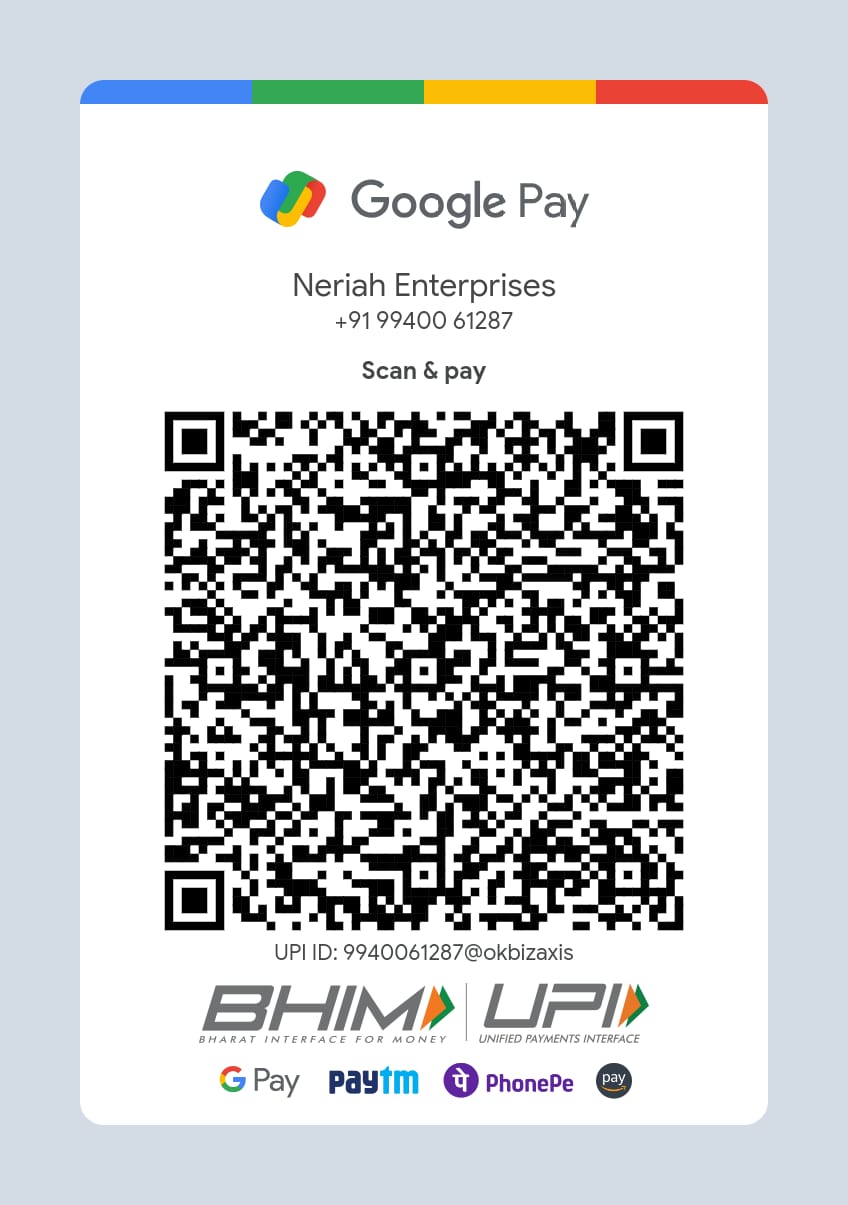 Google Pay
Neriah Enterprises
+91 99400 61287
Scan & pay
UPI ID: 9940061287@okbizaxis
BHIM UPI
BHARAT INTERFACE FOR MONEY UNIFIED PAYMENTS INTERFACE
G Pay paytm पे PhonePe pay